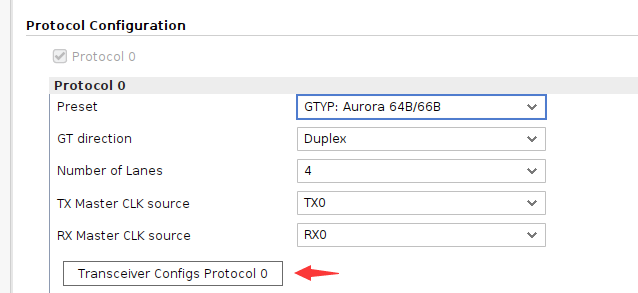 Protocol Configuration
Protocol 0
Protocol 0
Preset GTYP: Aurora 64B/66B
GT direction Duplex
Number of Lanes 4
TX Master CLK source TX0
RX Master CLK source RX0
Transceiver Configs Protocol 0